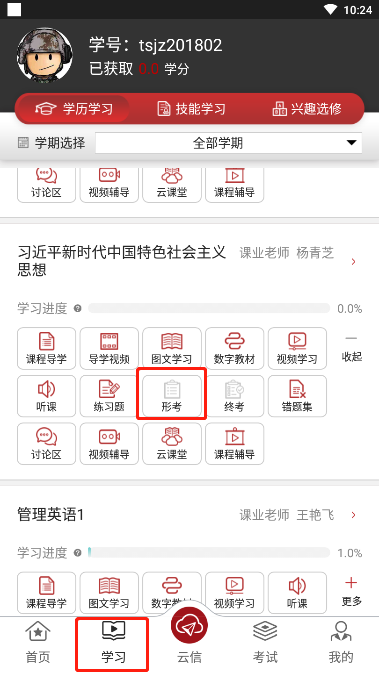 10:24
学号：tsjz201802
已获取 0.0 学分
学历学习 技能学习 兴趣选修
学期选择 全部学期
讨论区 视频辅导 云课堂 课程辅导
习近平新时代中国特色社会主义 课业老师 杨青芝
思想
学习进度 ? 0.0%
课程导学 导学视频 图文学习 数字教材 视频学习 收起
听课 练习题 形考 终考 错题集
讨论区 视频辅导 云课堂 课程辅导
管理英语1 课业老师 王艳飞
学习进度 ? 1.0%
课程导学 图文学习 数字教材 视频学习 听课 更多
首页 学习 云信 考试 我的